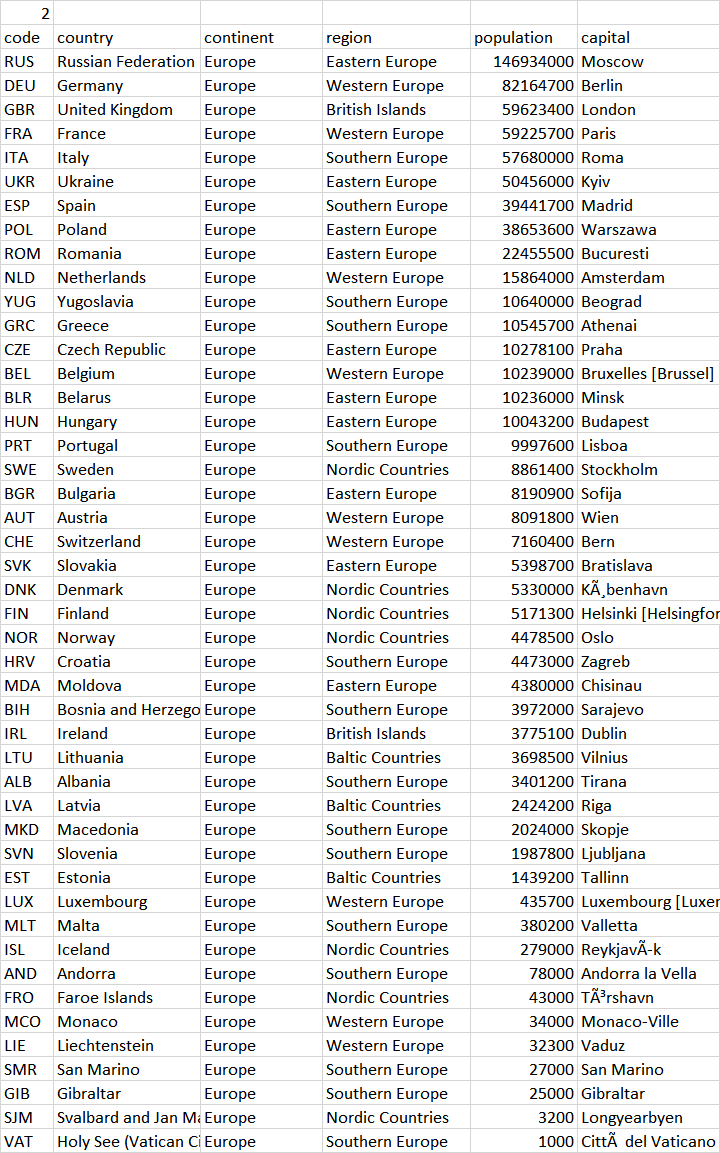 2
code country continent region population capital
RUS Russian Federation Europe Eastern Europe 146934000 Moscow
DEU Germany Europe Western Europe 82164700 Berlin
GBR United Kingdom Europe British Islands 59623400 London
FRA France Europe Western Europe 59225700 Paris
ITA Italy Europe Southern Europe 57680000 Roma
UKR Ukraine Europe Eastern Europe 50456000 Kyiv
ESP Spain Europe Southern Europe 39441700 Madrid
POL Poland Europe Eastern Europe 38653600 Warszawa
ROM Romania Europe Eastern Europe 22455500 Bucuresti
NLD Netherlands Europe Western Europe 15864000 Amsterdam
YUG Yugoslavia Europe Southern Europe 10640000 Beograd
GRC Greece Europe Southern Europe 10545700 Athenai
CZE Czech Republic Europe Eastern Europe 10278100 Praha
BEL Belgium Europe Western Europe 10239000 Bruxelles [Brussel]
BLR Belarus Europe Eastern Europe 10236000 Minsk
HUN Hungary Europe Eastern Europe 10043200 Budapest
PRT Portugal Europe Southern Europe 9997600 Lisboa
SWE Sweden Europe Nordic Countries 8861400 Stockholm
BGR Bulgaria Europe Eastern Europe 8190900 Sofija
AUT Austria Europe Western Europe 8091800 Wien
CHE Switzerland Europe Western Europe 7160400 Bern
SVK Slovakia Europe Eastern Europe 5398700 Bratislava
DNK Denmark Europe Nordic Countries 5330000 KÃ¸benhavn
FIN Finland Europe Nordic Countries 5171300 Helsinki [Helsingfor
NOR Norway Europe Nordic Countries 4478500 Oslo
HRV Croatia Europe Southern Europe 4473000 Zagreb
MDA Moldova Europe Eastern Europe 4380000 Chisinau
BIH Bosnia and Herzego Europe Southern Europe 3972000 Sarajevo
IRL Ireland Europe British Islands 3775100 Dublin
LTU Lithuania Europe Baltic Countries 3698500 Vilnius
ALB Albania Europe Southern Europe 3401200 Tirana
LVA Latvia Europe Baltic Countries 2424200 Riga
MKD Macedonia Europe Southern Europe 2024000 Skopje
SVN Slovenia Europe Southern Europe 1987800 Ljubljana
EST Estonia Europe Baltic Countries 1439200 Tallinn
LUX Luxembourg Europe Western Europe 435700 Luxembourg [Luxer
MLT Malta Europe Southern Europe 380200 Valletta
ISL Iceland Europe Nordic Countries 279000 ReykjavÃ-k
AND Andorra Europe Southern Europe 78000 Andorra la Vella
FRO Faroe Islands Europe Nordic Countries 43000 TÃ³rshavn
MCO Monaco Europe Western Europe 34000 Monaco-Ville
LIE Liechtenstein Europe Western Europe 32300 Vaduz
SMR San Marino Europe Southern Europe 27000 San Marino
GIB Gibraltar Europe Southern Europe 25000 Gibraltar
SJM Svalbard and Jan Ma Europe Nordic Countries 3200 Longyearbyen
VAT Holy See (Vatican Ci Europe Southern Europe 1000 CittÃ  del Vaticano